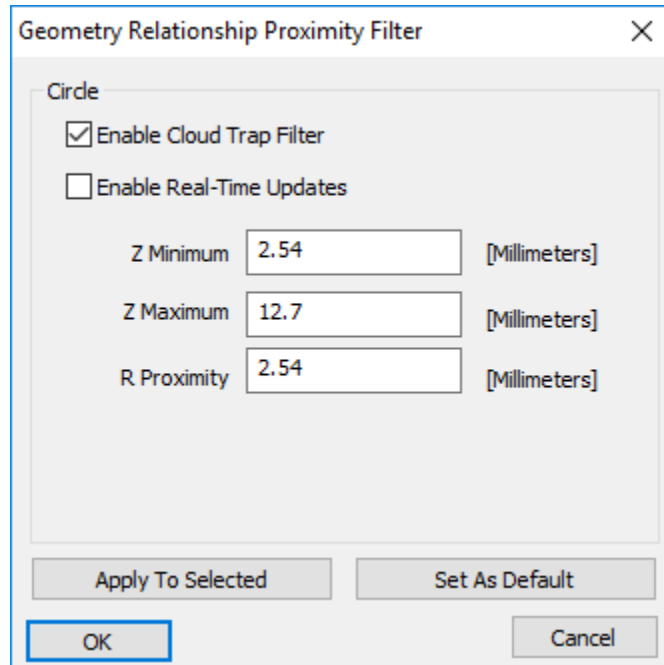 Geometry Relationship Proximity Filter
Circle
Enable Cloud Trap Filter
Enable Real-Time Updates
Z Minimum 2.54 [Millimeters]
Z Maximum 12.7 [Millimeters]
R Proximity 2.54 [Millimeters]
Apply To Selected Set As Default
OK Cancel